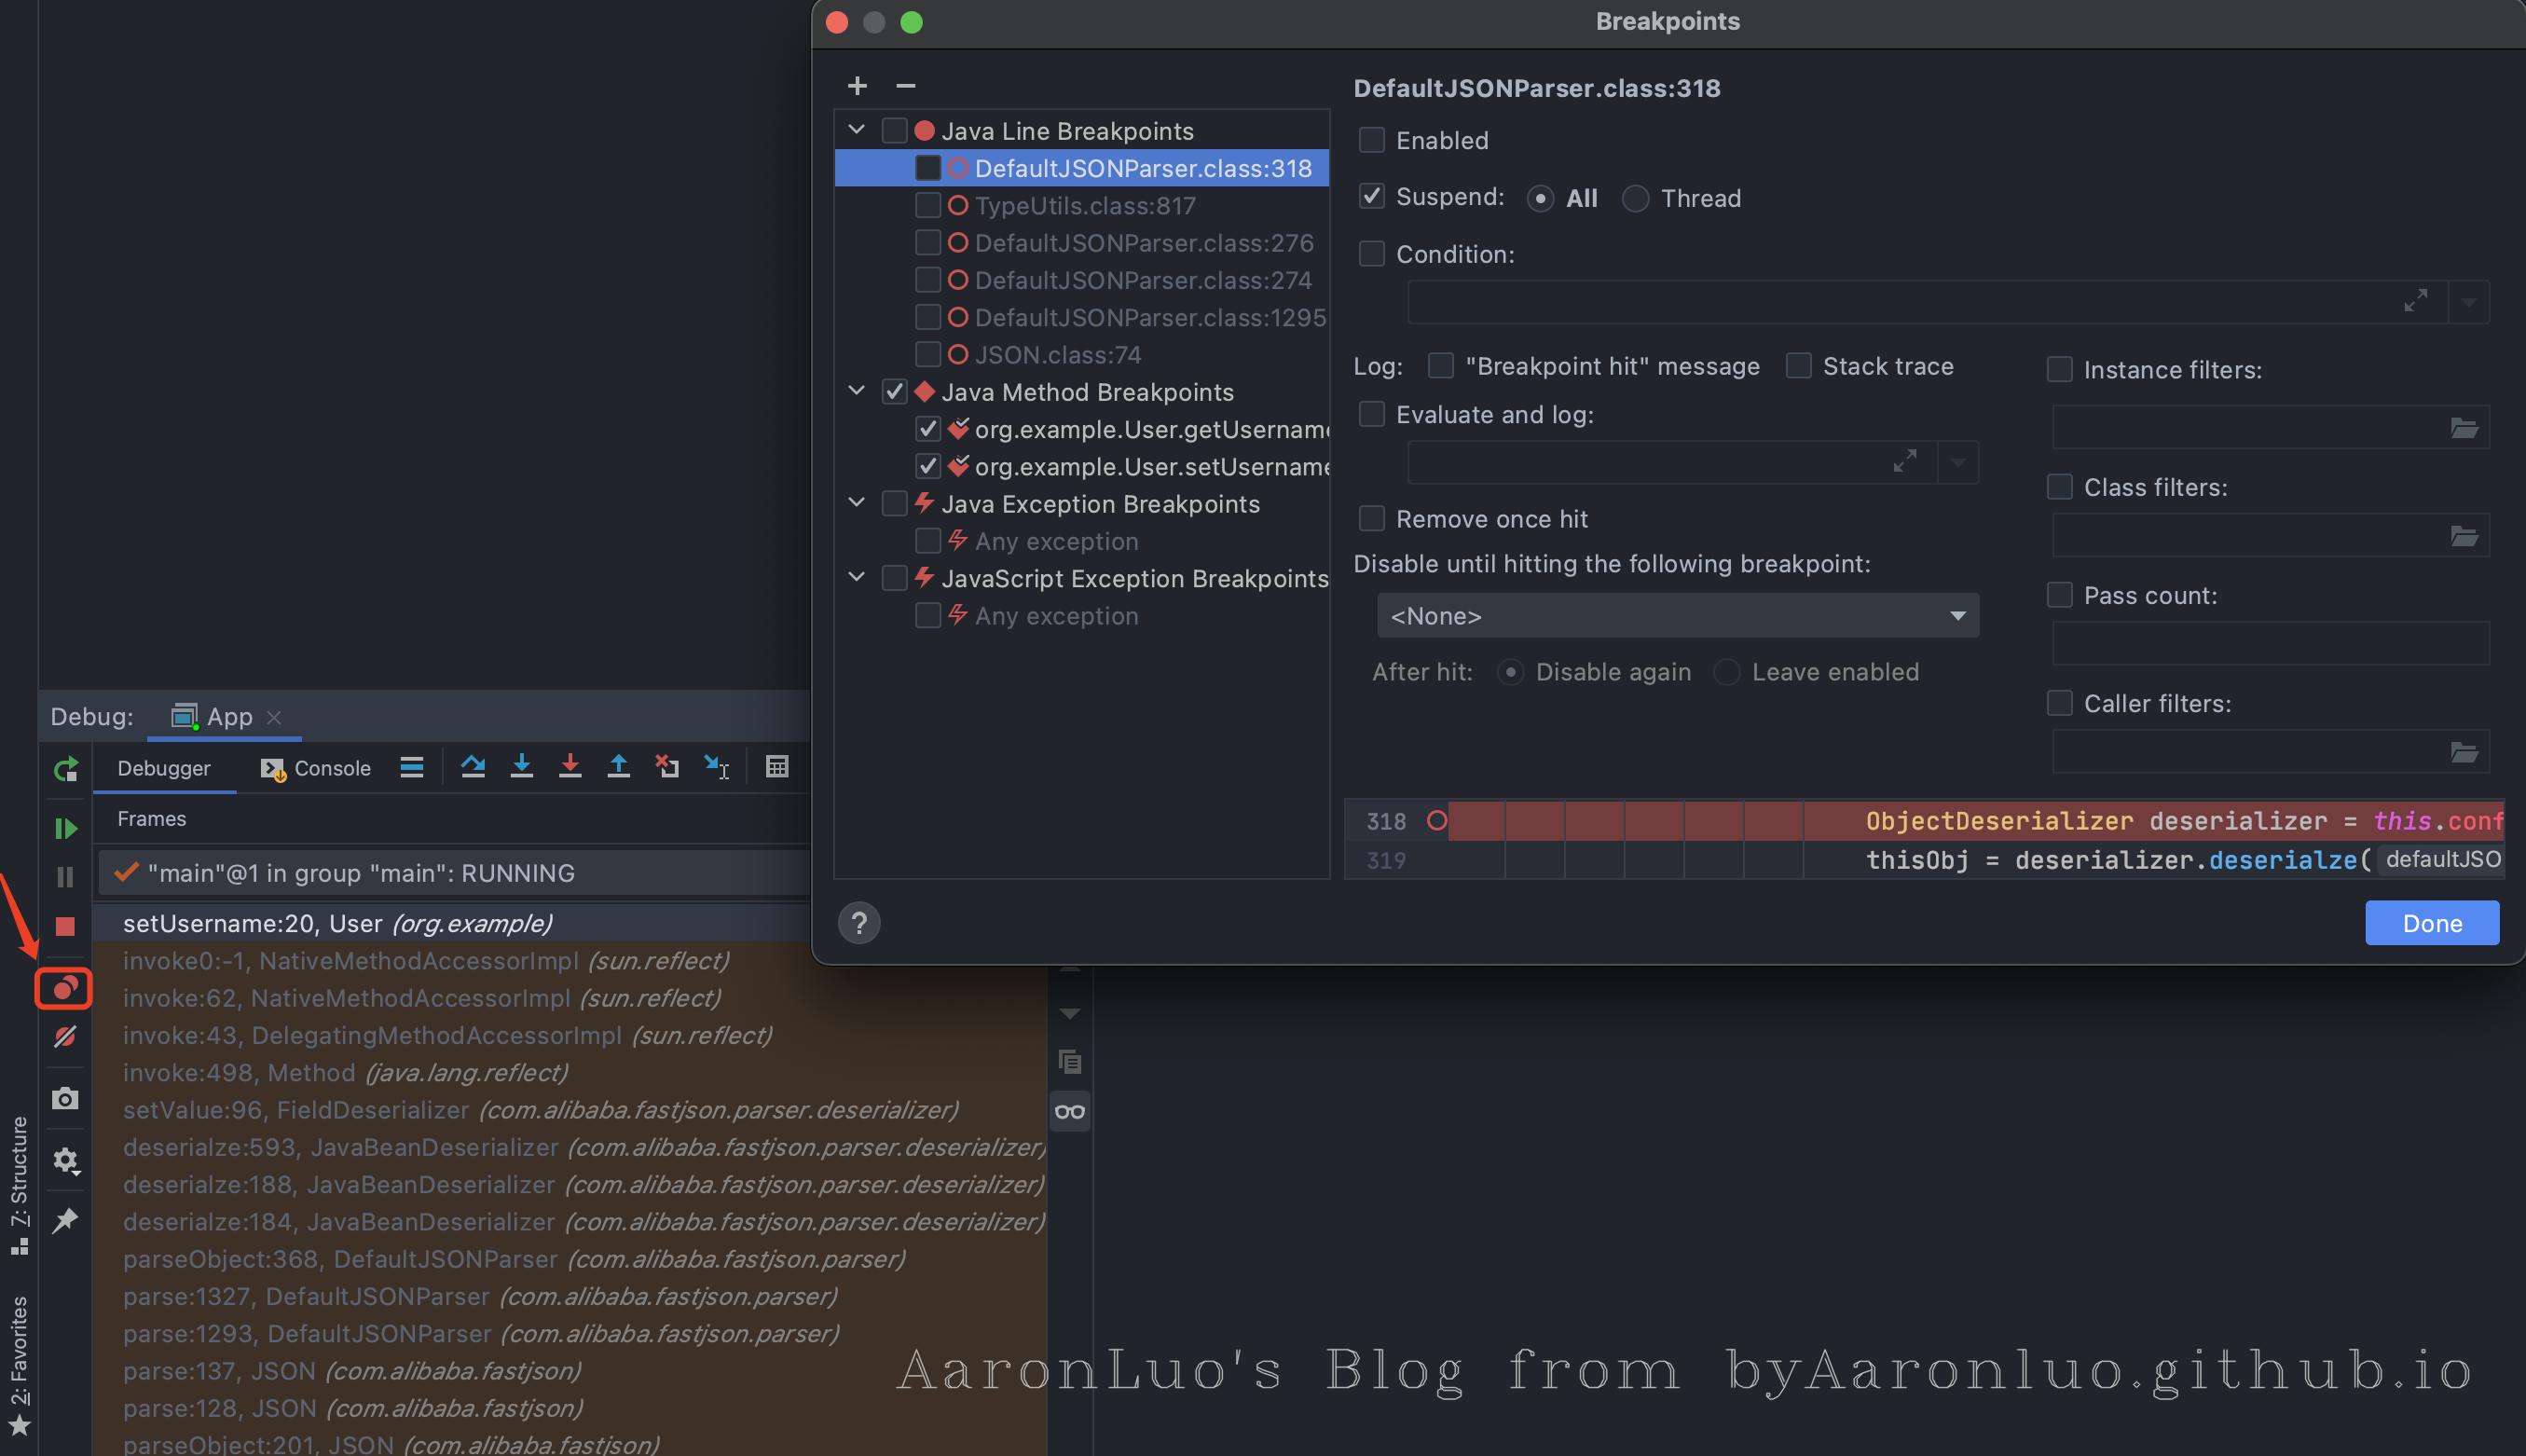 Breakpoints
Java Line Breakpoints
DefaultJSONParser.class:318
TypeUtils.class:817
DefaultJSONParser.class:276
DefaultJSONParser.class:274
DefaultJSONParser.class:1295
JSON.class:74
Java Method Breakpoints
org.example.User.getUsername
org.example.User.setUsername
Java Exception Breakpoints
Any exception
JavaScript Exception Breakpoints
Any exception
DefaultJSONParser.class:318
Enabled
Suspend: All Thread
Condition:
Log: "Breakpoint hit" message Stack trace
Evaluate and log:
Remove once hit
Disable until hitting the following breakpoint:
<None>
After hit: Disable again Leave enabled
Instance filters:
Class filters:
Pass count:
Caller filters:
318 ObjectDeserializer deserializer = this.conf
319 thisObj = deserializer.deserialze( defaultJSO
? Done
Debug: App
Debugger Console
Frames
"main"@1 in group "main": RUNNING
setUsername:20, User (org.example)
invoke0:-1, NativeMethodAccessorImpl (sun.reflect)
invoke:62, NativeMethodAccessorImpl (sun.reflect)
invoke:43, DelegatingMethodAccessorImpl (sun.reflect)
invoke:498, Method (java.lang.reflect)
setValue:96, FieldDeserializer (com.alibaba.fastjson.parser.deserializer)
deserialze:593, JavaBeanDeserializer (com.alibaba.fastjson.parser.deserializer)
deserialze:188, JavaBeanDeserializer (com.alibaba.fastjson.parser.deserializer)
deserialze:184, JavaBeanDeserializer (com.alibaba.fastjson.parser.deserializer)
parseObject:368, DefaultJSONParser (com.alibaba.fastjson.parser)
parse:1327, DefaultJSONParser (com.alibaba.fastjson.parser)
parse:1293, DefaultJSONParser (com.alibaba.fastjson.parser)
parse:137, JSON (com.alibaba.fastjson)
parse:128, JSON (com.alibaba.fastjson)
parseObject:201, JSON (com.alibaba.fastjson)
7: Structure
2: Favorites
AaronLuo's Blog from byAaronluo.github.io